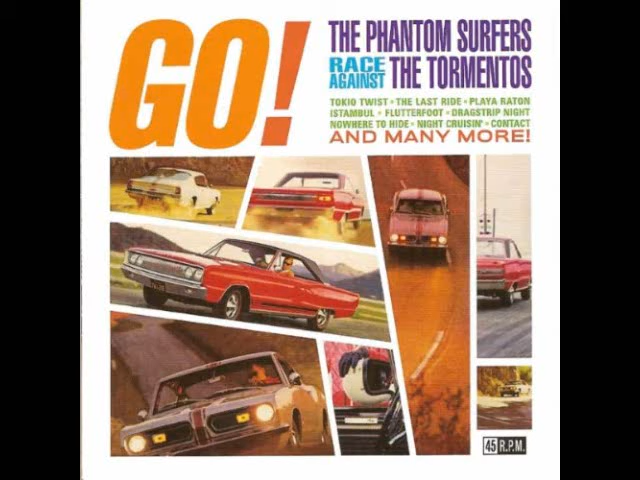 GO!
THE PHANTOM SURFERS
RACE AGAINST THE TORMENTOS
TOKIO TWIST • THE LAST RIDE • PLAYA RATON
ISTAMBUL • FLUTTERFOOT • DRAGSTRIP NIGHT
NOWHERE TO HIDE • NIGHT CRUISIN' • CONTACT
AND MANY MORE!
45 R.P.M.